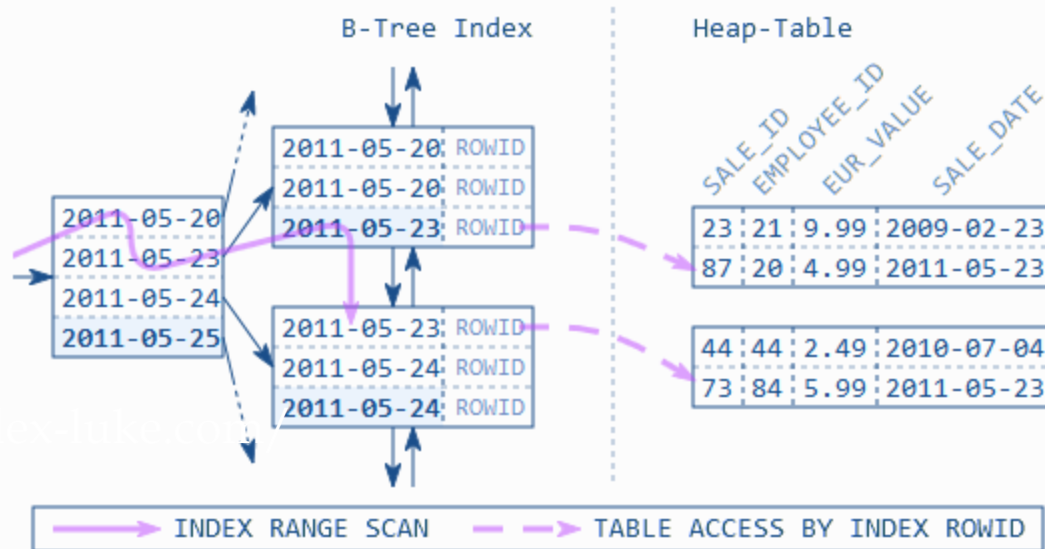 B-Tree Index
Heap-Table
SALE_ID
EMPLOYEE_ID
EUR_VALUE
SALE_DATE
2011-05-20
2011-05-23
2011-05-24
2011-05-25
2011-05-20 ROWID
2011-05-20 ROWID
2011-05-23 ROWID
2011-05-23 ROWID
2011-05-24 ROWID
2011-05-24 ROWID
23 21 9.99 2009-02-23
87 20 4.99 2011-05-23
44 44 2.49 2010-07-04
73 84 5.99 2011-05-23
ex-luke.com/
INDEX RANGE SCAN
TABLE ACCESS BY INDEX ROWID